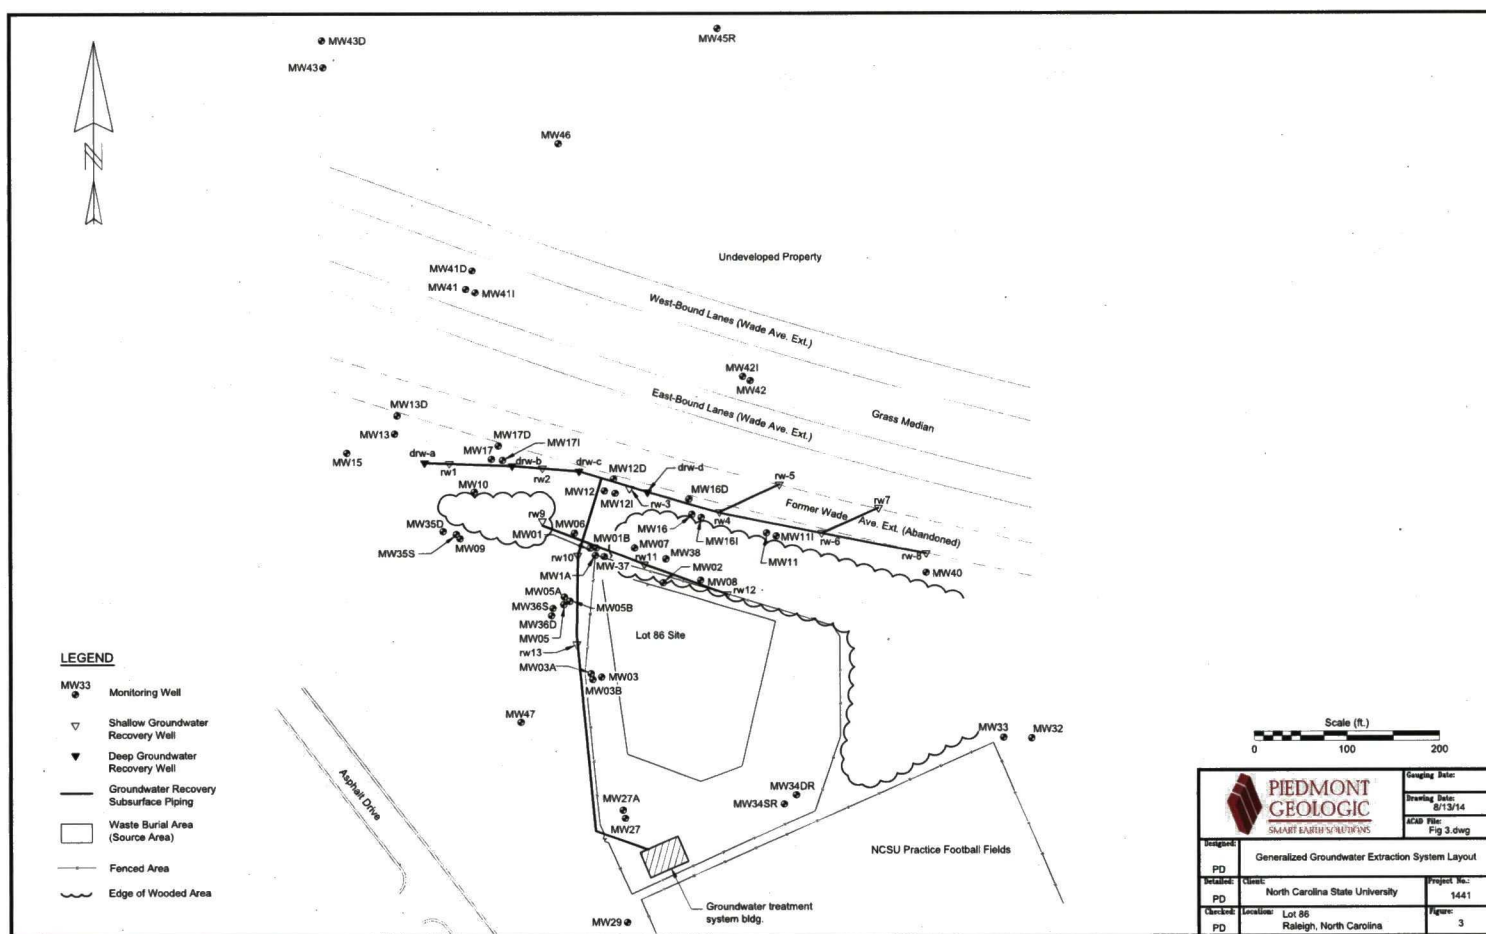 MW43D
MW43
MW45R
MW46
N
Undeveloped Property
MW41D
MW41
MW41I
West-Bound Lanes (Wade Ave. Ext.)
MW42I
MW42
East-Bound Lanes (Wade Ave. Ext.)
Grass Median
MW13D
MW13
MW15
MW17D
MW17
MW17I
drw-a
rw1
drw-b
rw2
drw-c
MW12D
drw-d
MW12
MW12I
rw-3
MW16D
rw-5
rw4
rw7
Former Wade Ave. Ext. (Abandoned)
MW10
rw9
MW06
MW16
MW16I
rw-6
MW11I
MW11
rw-8
MW40
MW35D
MW35S
MW09
MW01
MW01B
MW07
rw10
rw11
MW38
MW1A
MW-37
MW02
MW08
rw12
MW05A
MW36S
MW05B
MW36D
MW05
Lot 86 Site
rw13
MW03A
MW03
MW03B
MW47
MW33
MW32
Asphalt Drive
MW34DR
MW34SR
MW27A
MW27
NCSU Practice Football Fields
Groundwater treatment
system bldg.
MW29
LEGEND
MW33
Monitoring Well
Shallow Groundwater
Recovery Well
Deep Groundwater
Recovery Well
Groundwater Recovery
Subsurface Piping
Waste Burial Area
(Source Area)
Fenced Area
Edge of Wooded Area
Scale (ft.)
0 100 200
PIEDMONT
GEOLOGIC
SMART EARTH SOLUTIONS
Gauging Date:
Drawing Date:
8/13/14
ACAD File:
Fig 3.dwg
Designed:
PD
Generalized Groundwater Extraction System Layout
Detailed:
PD
Client:
North Carolina State University
Project No.:
1441
Checked:
PD
Location:
Lot 86
Raleigh, North Carolina
Figure:
3